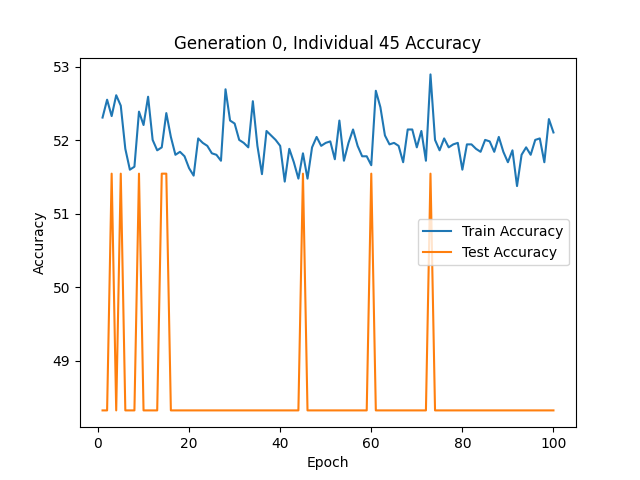 Generation 0, Individual 45 Accuracy
53
52
51
50
49
Accuracy
Train Accuracy
Test Accuracy
0 20 40 60 80 100
Epoch